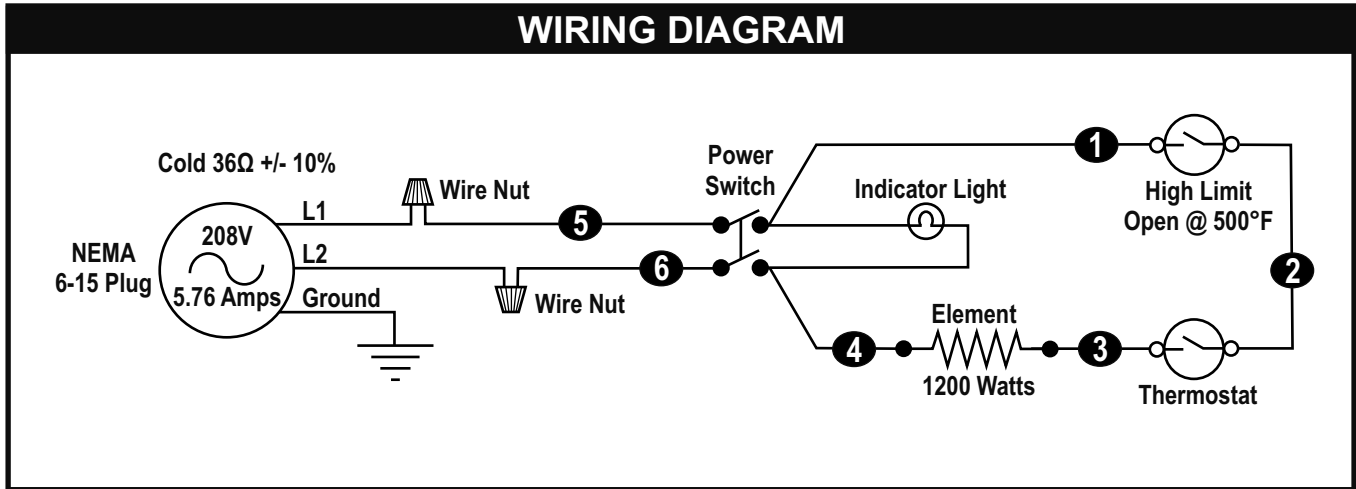 WIRING DIAGRAM
Cold 36Ω +/- 10%
NEMA
6-15 Plug
208V
5.76 Amps
L1
L2
Ground
Wire Nut
Wire Nut
5
6
Power
Switch
Indicator Light
1
High Limit
Open @ 500°F
2
Element
4
3
1200 Watts
Thermostat